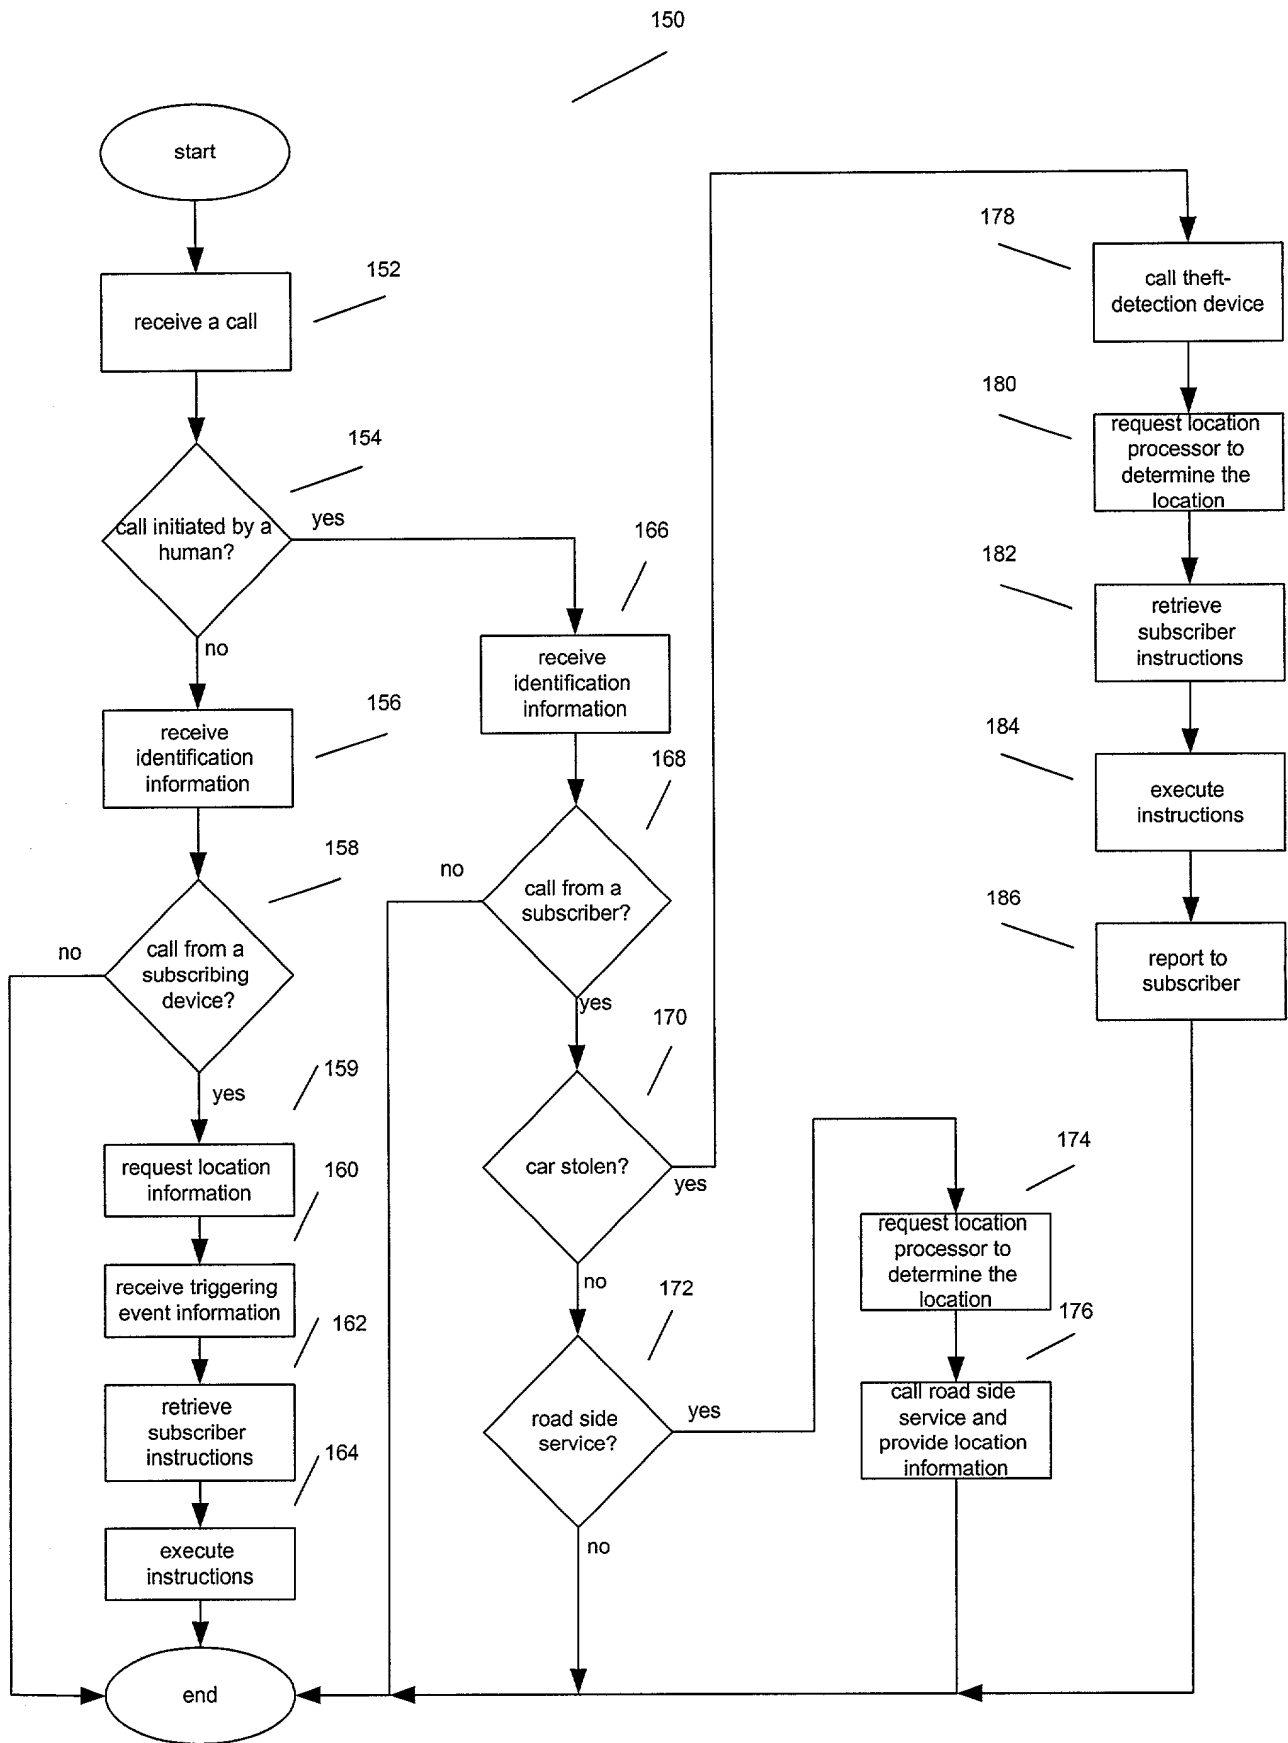 150
start
152
receive a call
154
call initiated by a
human?
yes
no
156
receive
identification
information
158
call from a
subscribing
device?
no
yes
159
request location
information
160
receive triggering
event information
162
retrieve
subscriber
instructions
164
execute
instructions
end
166
receive
identification
information
168
call from a
subscriber?
no
yes
170
car stolen?
yes
no
172
road side
service?
yes
no
174
request location
processor to
determine the
location
176
call road side
service and
provide location
information
178
call theft-
detection device
180
request location
processor to
determine the
location
182
retrieve
subscriber
instructions
184
execute
instructions
186
report to
subscriber